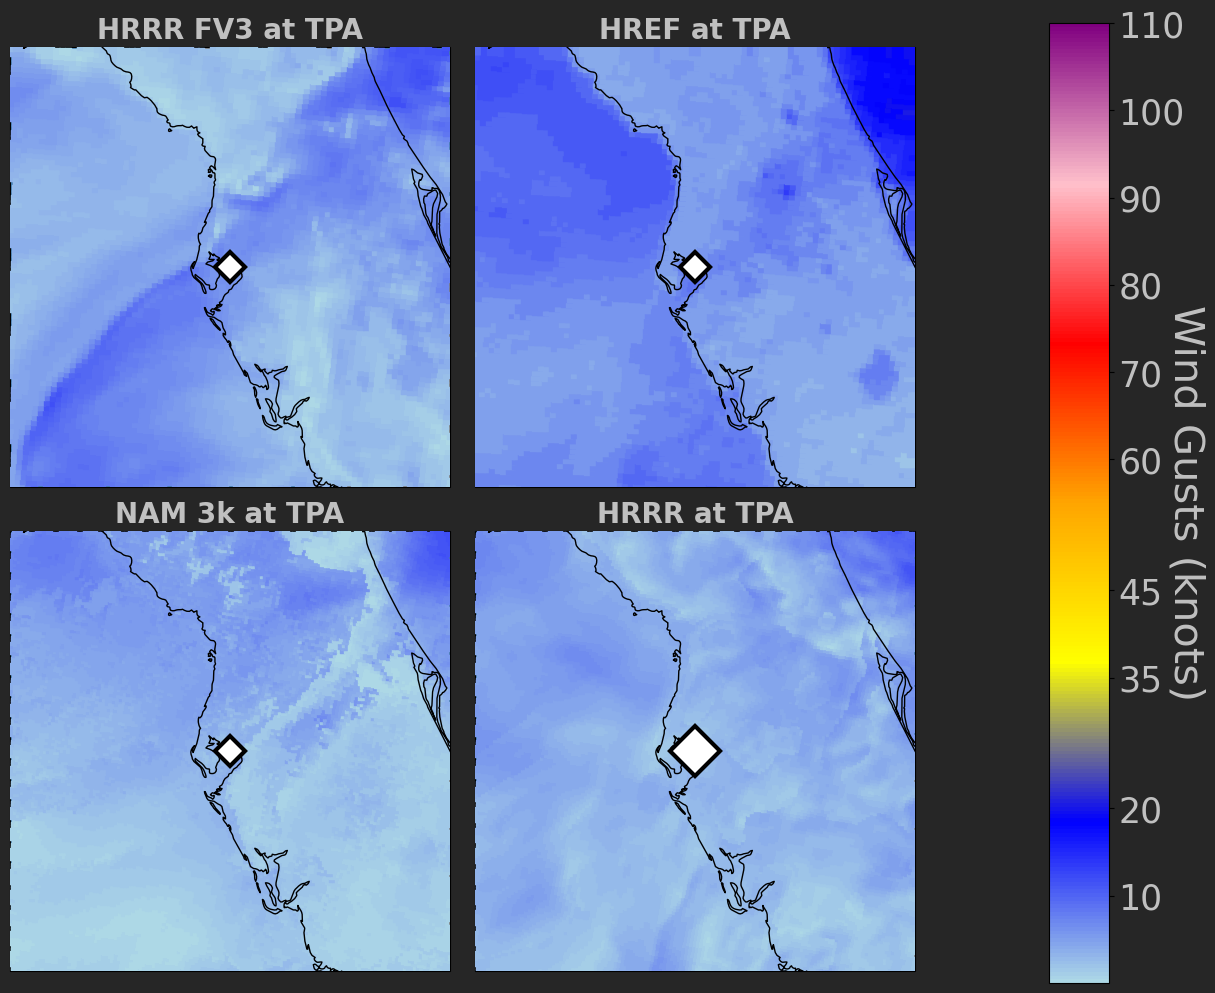 HRRR FV3 at TPA
HREF at TPA
NAM 3k at TPA
HRRR at TPA
110
100
90
80
70
60
45
35
20
10
Wind Gusts (knots)